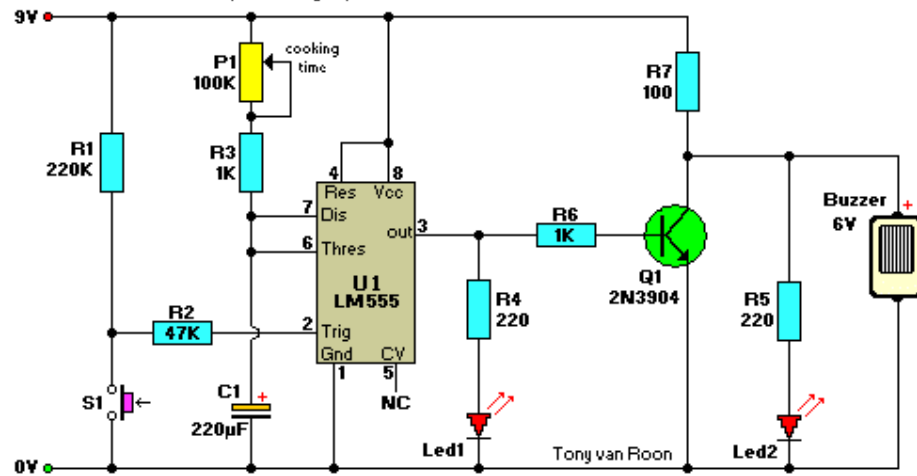 9V
P1
100K
cooking
time
R7
100
R1
220K
R3
1K
4
8
Res
Vcc
7
Dis
out
3
6
Thres
R6
1K
Buzzer
+
6V
U1
LM555
Q1
2N3904
R4
220
R5
220
R2
47K
2
Trig
Gnd
CV
1
5
NC
S1
C1
+
220µF
Led1
Tony van Roon
Led2
0V